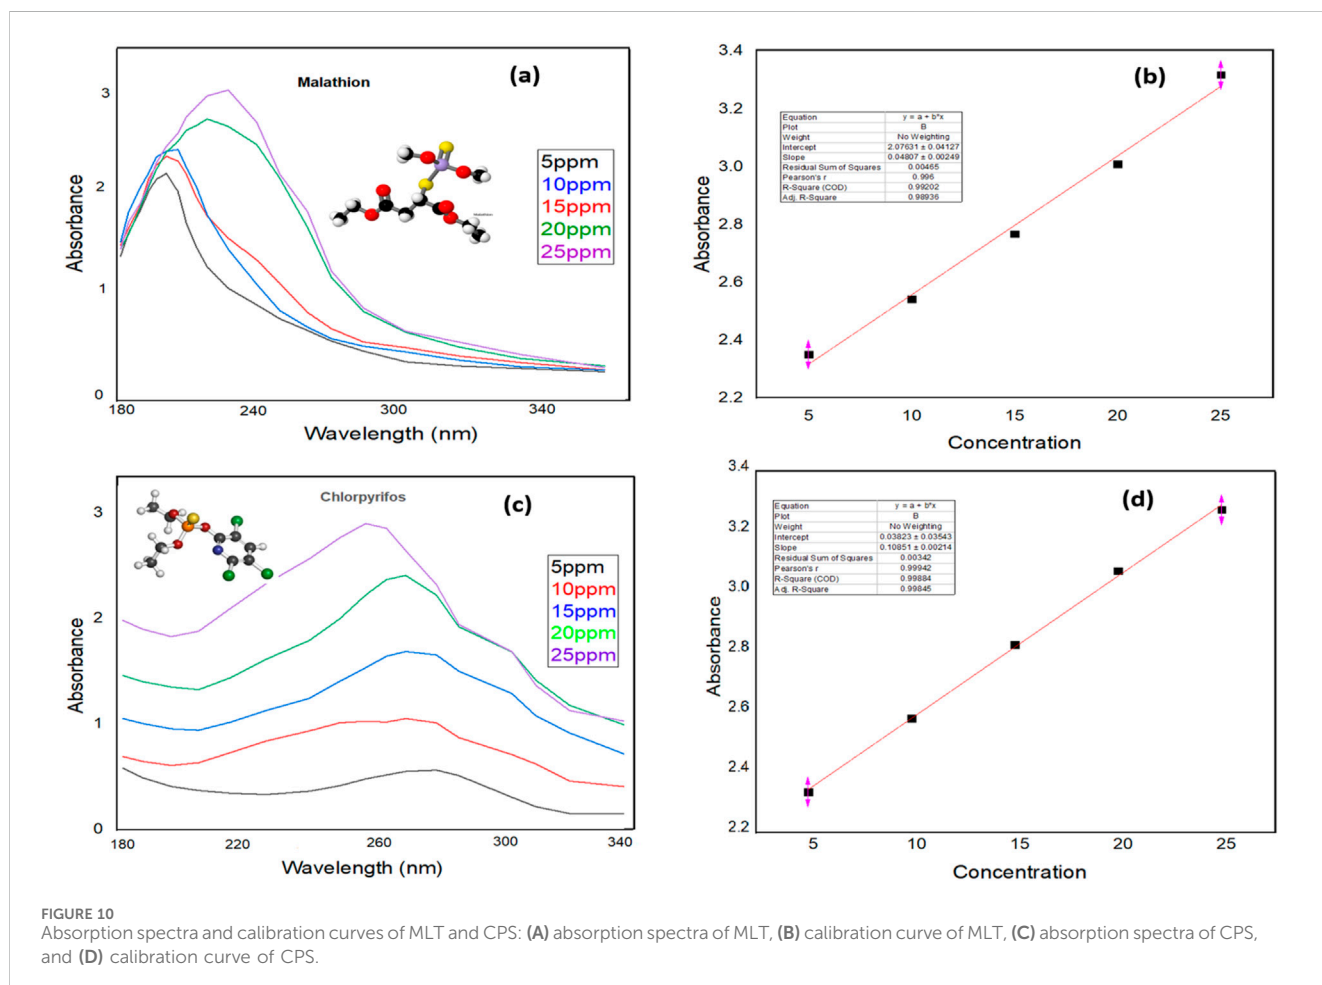 Malathion
(a)
3
2
1
0
Absorbance
5ppm
10ppm
15ppm
20ppm
25ppm
Malathion
180 240 300 340
Wavelength (nm)
(b)
3.4
3.2
3.0
2.8
2.6
2.4
2.2
Absorbance
Equation y = a + b*x
Plot B
Weight No Weighting
Intercept 2.07631 ± 0.04127
Slope 0.04807 ± 0.00249
Residual Sum of Squares 0.00465
Pearson's r 0.996
R-Square (COD) 0.99202
Adj. R-Square 0.98936
5 10 15 20 25
Concentration
Chlorpyrifos
(c)
3
2
1
0
Absorbance
5ppm
10ppm
15ppm
20ppm
25ppm
180 220 260 300 340
Wavelength (nm)
(d)
3.4
3.2
3.0
2.8
2.6
2.4
2.2
Absorbance
Equation y = a + b*x
Plot B
Weight No Weighting
Intercept 0.03823 ± 0.03543
Slope 0.10851 ± 0.00214
Residual Sum of Squares 0.00342
Pearson's r 0.99942
R-Square (COD) 0.99884
Adj. R-Square 0.99845
5 10 15 20 25
Concentration
FIGURE 10
Absorption spectra and calibration curves of MLT and CPS: (A) absorption spectra of MLT, (B) calibration curve of MLT, (C) absorption spectra of CPS,
and (D) calibration curve of CPS.